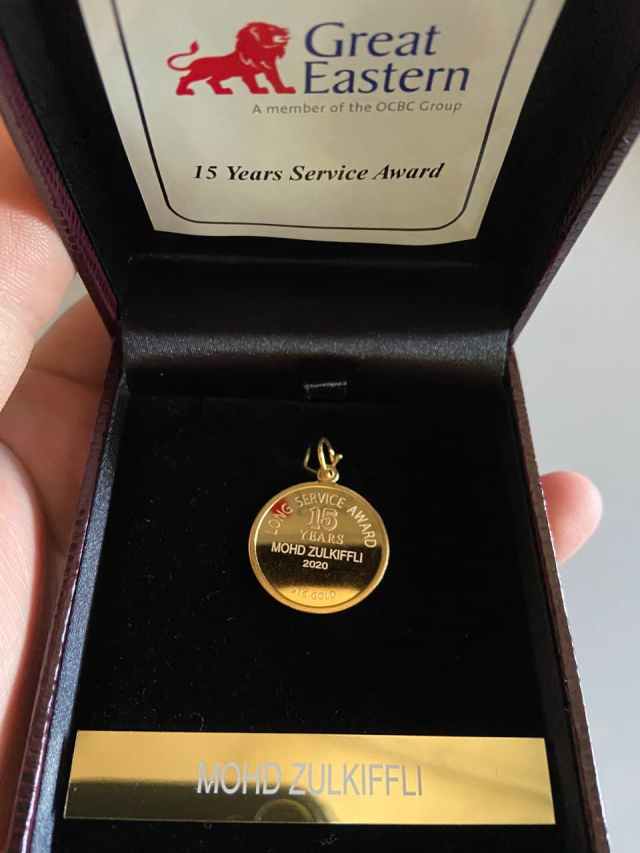 Great
Eastern
A member of the OCBC Group
15 Years Service Award
LONG SERVICE AWARD
15
YEARS
MOHD ZULKIFFLI
2020
GOLD
MOHD ZULKIFFLI